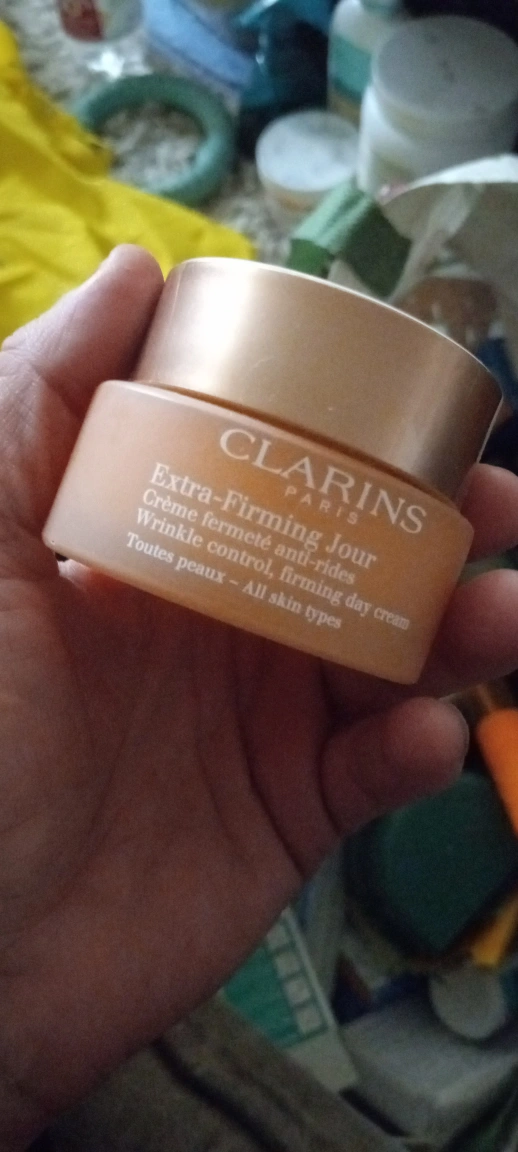 CLARINS
PARIS
Extra-Firming Jour
Crème fermeté anti-rides
Wrinkle control, firming day cream
Toutes peaux – All skin types